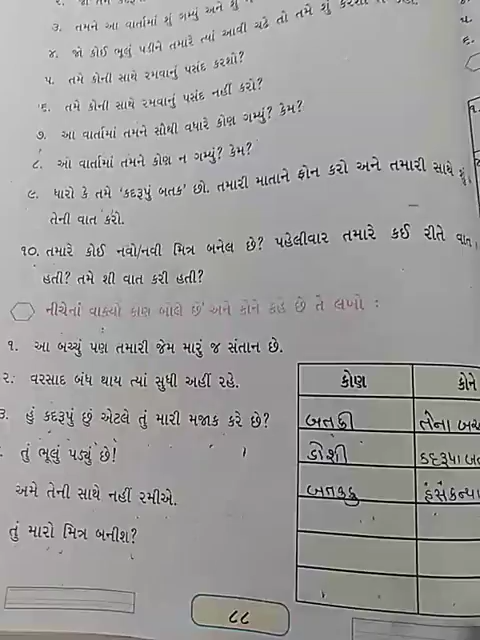 ૩. તમને આ વાર્તામાં શું ગમ્યું અને શું
૪. જો કોઈ ભૂલું પડીને તમારે ત્યાં આવી ચઢે તો તમે શું
૫. તમે કોની સાથે રમવાનું પસંદ કરશો?
૬. તમે કોની સાથે રમવાનું પસંદ નહીં કરો?
૭. આ વાર્તામાં તમને સૌથી વધારે કોણ ગમ્યું? કેમ?
૮. આ વાર્તામાં તમને કોણ ન ગમ્યું? કેમ?
૯. ધારો કે તમે ‘કદરૂપું બતક’ છો. તમારી માતાને ફોન કરો અને તમારી સાથે શું
તેની વાત કરો.
૧૦. તમારે કોઈ નવો/નવી મિત્ર બનેલ છે? પહેલીવાર તમારે કઈ રીતે વાત
હતી? તમે શી વાત કરી હતી?
નીચેનાં વાક્યો કોણ બોલે છે અને કોને કહે છે તે લખો :
૧. આ બચ્ચું પણ તમારી જેમ મારું જ સંતાન છે.
૨. વરસાદ બંધ થાય ત્યાં સુધી અહીં રહે.
૩. હું કદરૂપું છું એટલે તું મારી મજાક કરે છે?
તું ભૂલું પડ્યું છે!
અમે તેની સાથે નહીં રમીએ.
તું મારો મિત્ર બનીશ?
કોણ કોને
બતકી તેના
ડોશી કદરૂપા
બતકડુ હંસકન્યા
૮૮